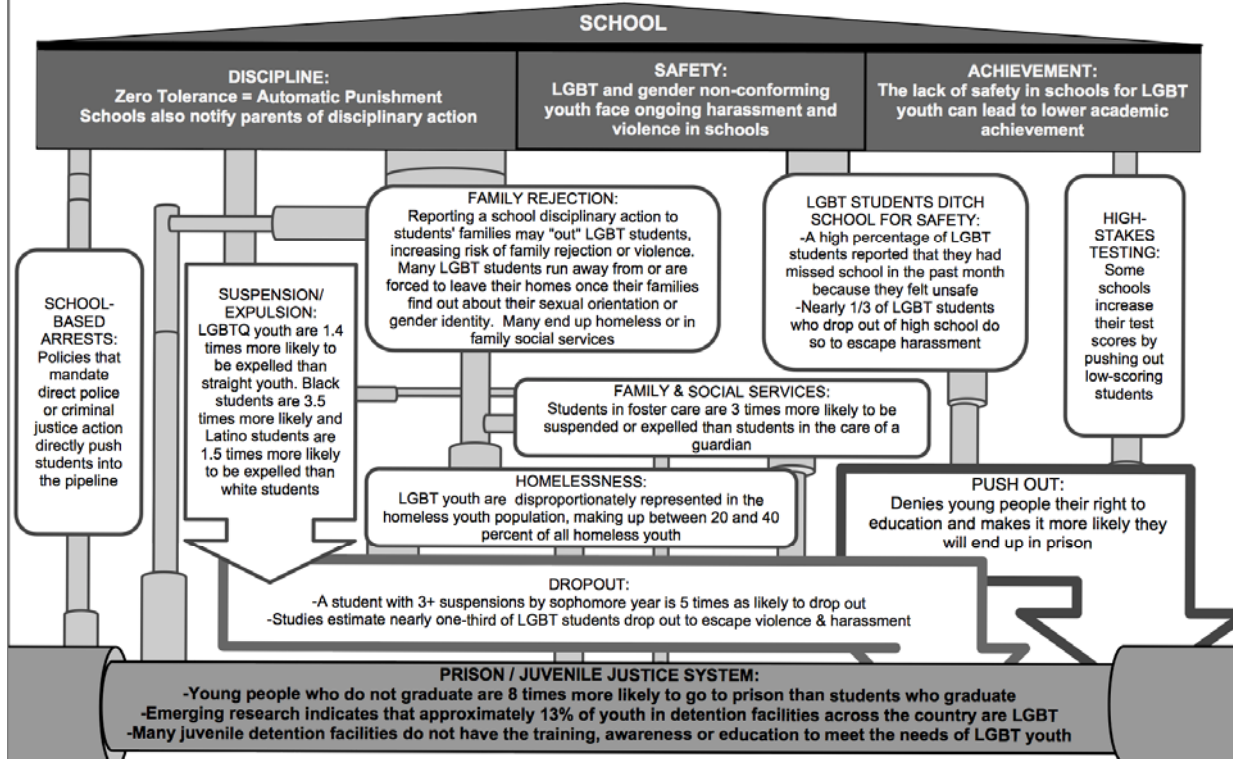 SCHOOL
DISCIPLINE:
Zero Tolerance = Automatic Punishment
Schools also notify parents of disciplinary action
SAFETY:
LGBT and gender non-conforming
youth face ongoing harassment and
violence in schools
ACHIEVEMENT:
The lack of safety in schools for LGBT
youth can lead to lower academic
achievement
SCHOOL-
BASED
ARRESTS:
Policies that
mandate
direct police
or criminal
justice action
directly push
students into
the pipeline
SUSPENSION/
EXPULSION:
LGBTQ youth are 1.4
times more likely to
be expelled than
straight youth. Black
students are 3.5
times more likely and
Latino students are
1.5 times more likely
to be expelled than
white students
FAMILY REJECTION:
Reporting a school disciplinary action to
students' families may "out" LGBT students,
increasing risk of family rejection or violence.
Many LGBT students run away from or are
forced to leave their homes once their families
find out about their sexual orientation or
gender identity. Many end up homeless or in
family social services
LGBT STUDENTS DITCH
SCHOOL FOR SAFETY:
-A high percentage of LGBT
students reported that they had
missed school in the past month
because they felt unsafe
-Nearly 1/3 of LGBT students
who drop out of high school do
so to escape harassment
HIGH-
STAKES
TESTING:
Some
schools
increase
their test
scores by
pushing out
low-scoring
students
FAMILY & SOCIAL SERVICES:
Students in foster care are 3 times more likely to be
suspended or expelled than students in the care of a
guardian
HOMELESSNESS:
LGBT youth are disproportionately represented in the
homeless youth population, making up between 20 and 40
percent of all homeless youth
PUSH OUT:
Denies young people their right to
education and makes it more likely they
will end up in prison
DROPOUT:
-A student with 3+ suspensions by sophomore year is 5 times as likely to drop out
-Studies estimate nearly one-third of LGBT students drop out to escape violence & harassment
PRISON / JUVENILE JUSTICE SYSTEM:
-Young people who do not graduate are 8 times more likely to go to prison than students who graduate
-Emerging research indicates that approximately 13% of youth in detention facilities across the country are LGBT
-Many juvenile detention facilities do not have the training, awareness or education to meet the needs of LGBT youth